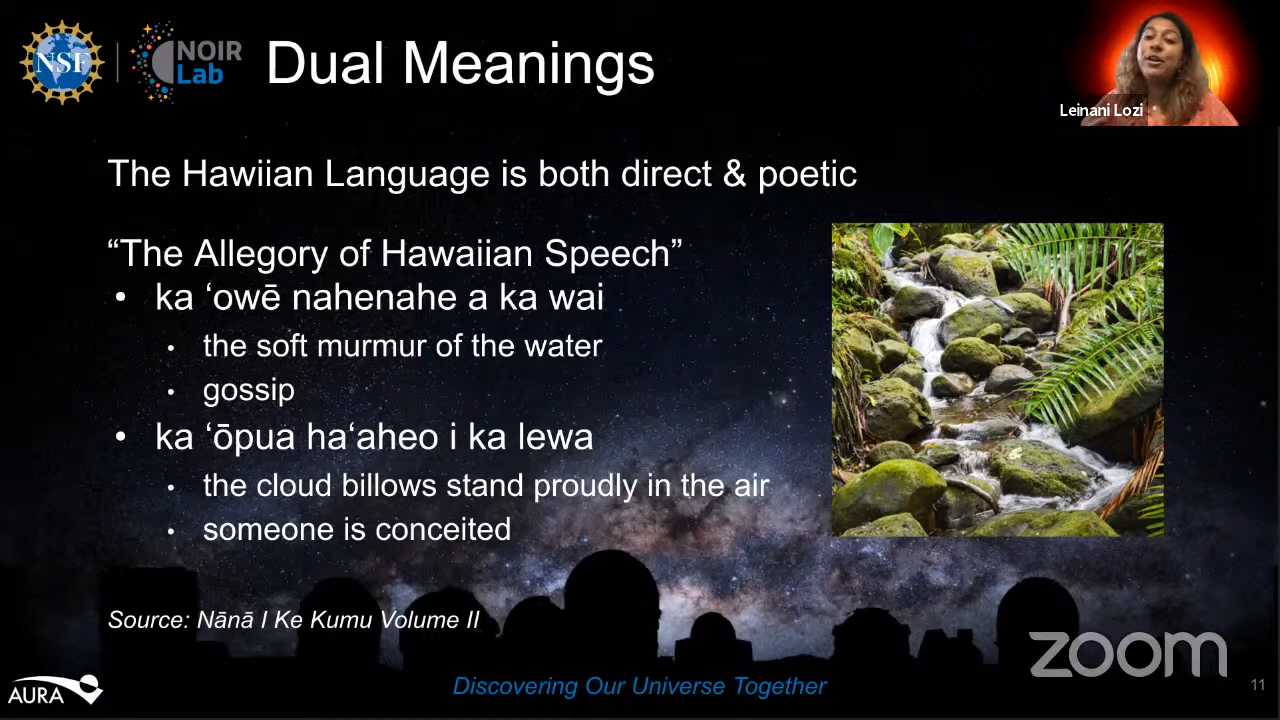 NSF
NOIR
Lab
Dual Meanings
Leinani Lozi
The Hawiian Language is both direct & poetic
“The Allegory of Hawaiian Speech”
• ka ʻowē nahenahe a ka wai
• the soft murmur of the water
• gossip
• ka ʻōpua haʻaheo i ka lewa
• the cloud billows stand proudly in the air
• someone is conceited
Source: Nānā I Ke Kumu Volume II
zoom
AURA
Discovering Our Universe Together
11